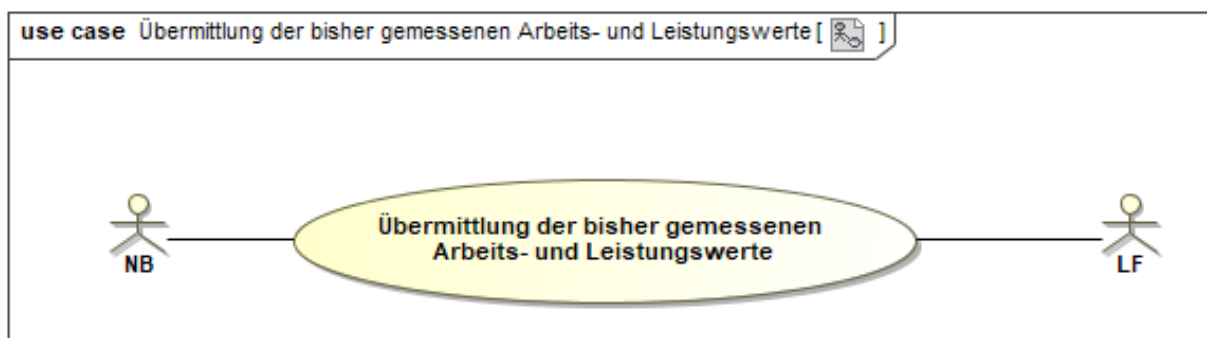 use case Übermittlung der bisher gemessenen Arbeits- und Leistungswerte [ ]
Übermittlung der bisher gemessenen
Arbeits- und Leistungswerte
NB
LF